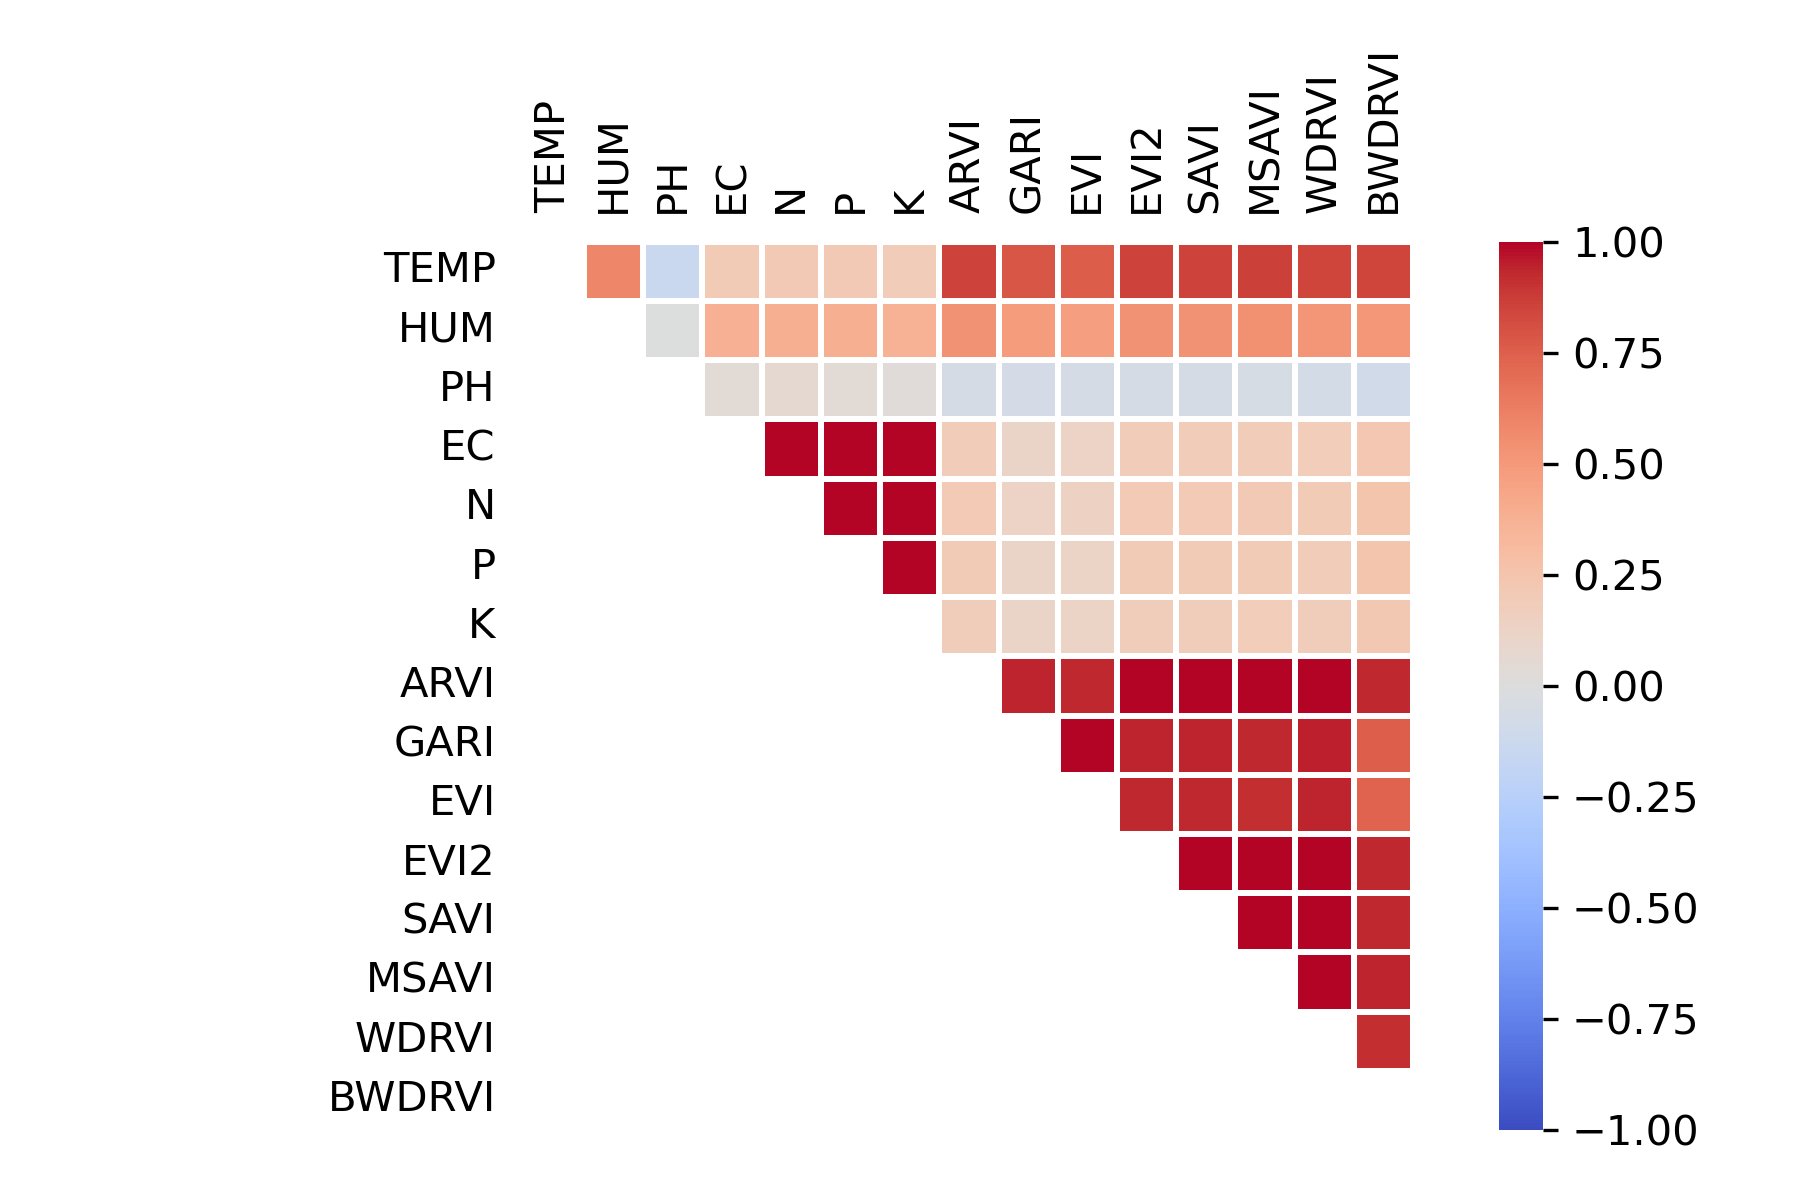 TEMP HUM PH EC N P K ARVI GARI EVI EVI2 SAVI MSAVI WDRVI BWDRVI
TEMP
HUM
PH
EC
N
P
K
ARVI
GARI
EVI
EVI2
SAVI
MSAVI
WDRVI
BWDRVI
1.00
0.75
0.50
0.25
0.00
−0.25
−0.50
−0.75
−1.00